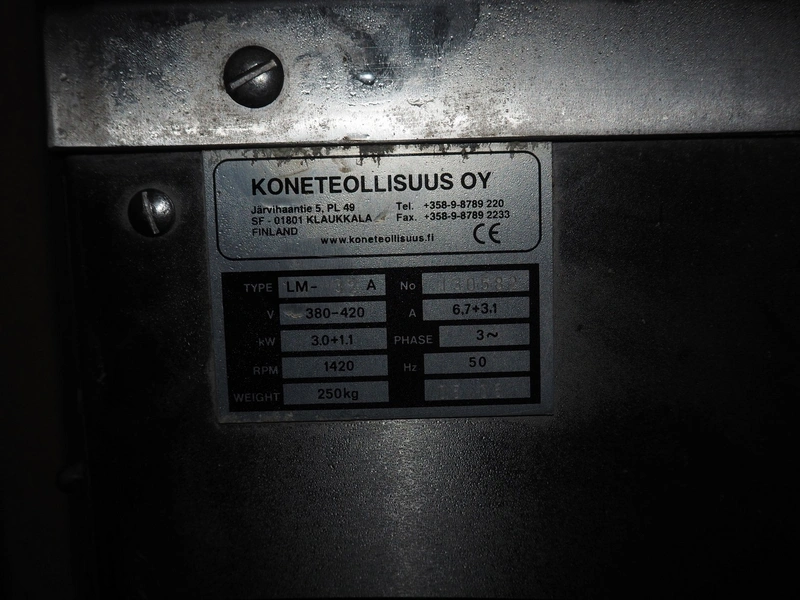 KONETEOLLISUUS OY
Järvihaantie 5, PL 49 Tel. +358-9-8789 220
SF - 01801 KLAUKKALA Fax. +358-9-8789 2233
FINLAND
www.koneteollisuus.fi CE
TYPE LM- A No
V 380-420 A 6.7+3.1
kW 3.0+1.1 PHASE 3~
RPM 1420 Hz 50
WEIGHT 250kg